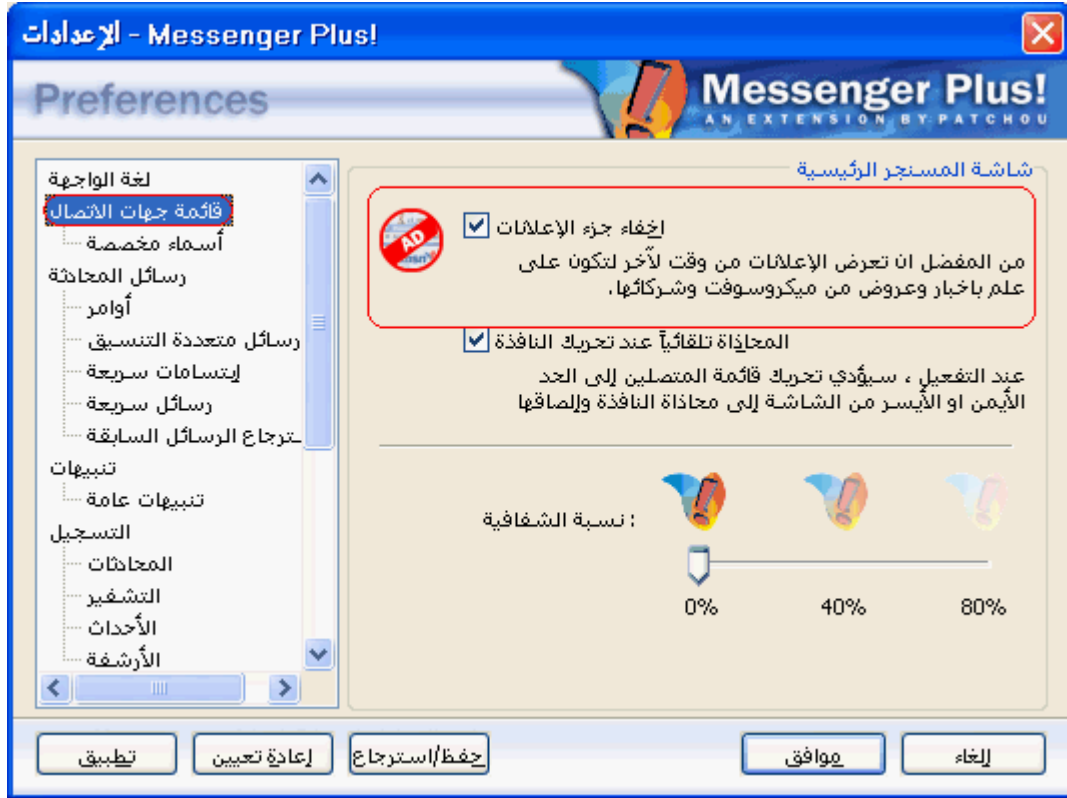 Messenger Plus! - الإعدادات
Preferences
Messenger Plus!
AN EXTENSION BY PATCHOU
لغة الواجهة
قائمة جهات الاتصال
أسماء مخصصة
رسائل المحادثة
أوامر
رسائل متعددة التنسيق
إبتسامات سريعة
رسائل سريعة
ـترجاع الرسائل السابقة
تنبيهات
تنبيهات عامة
التسجيل
المحادثات
التشفير
الأحداث
الأرشفة
شاشة المسنجر الرئيسية
إخفاء جزء الإعلانات
AD
من المفضل ان تعرض الإعلانات من وقت لآخر لتكون على
علم باخبار وعروض من ميكروسوفت وشركائها.
المحاذاة تلقائياً عند تحريك النافذة
عند التفعيل ، سيؤدي تحريك قائمة المتصلين إلى الحد
الأيمن او الأيسر من الشاشة إلى محاذاة النافذة وإلصاقها
نسبة الشفافية :
0% 40% 80%
تطبيق
إعادة تعيين
حفظ/استرجاع
موافق
إلغاء